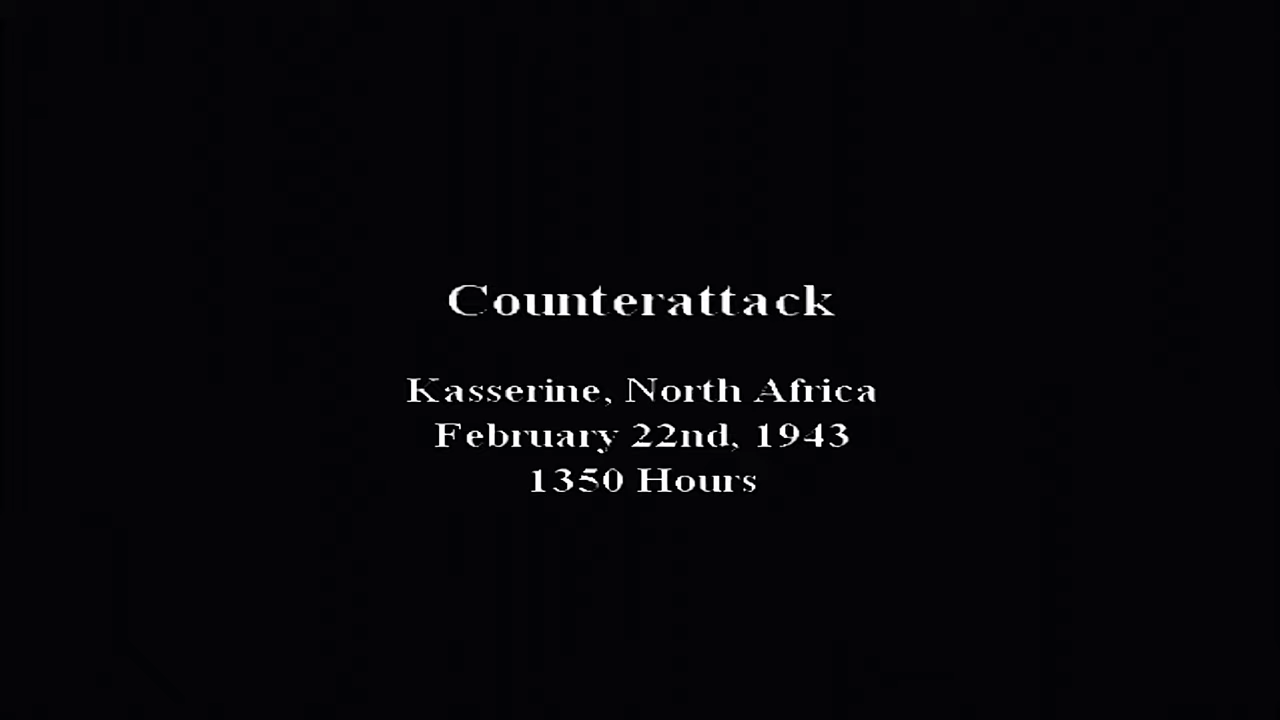 Counterattack
Kasserine, North Africa
February 22nd, 1943
1350 Hours